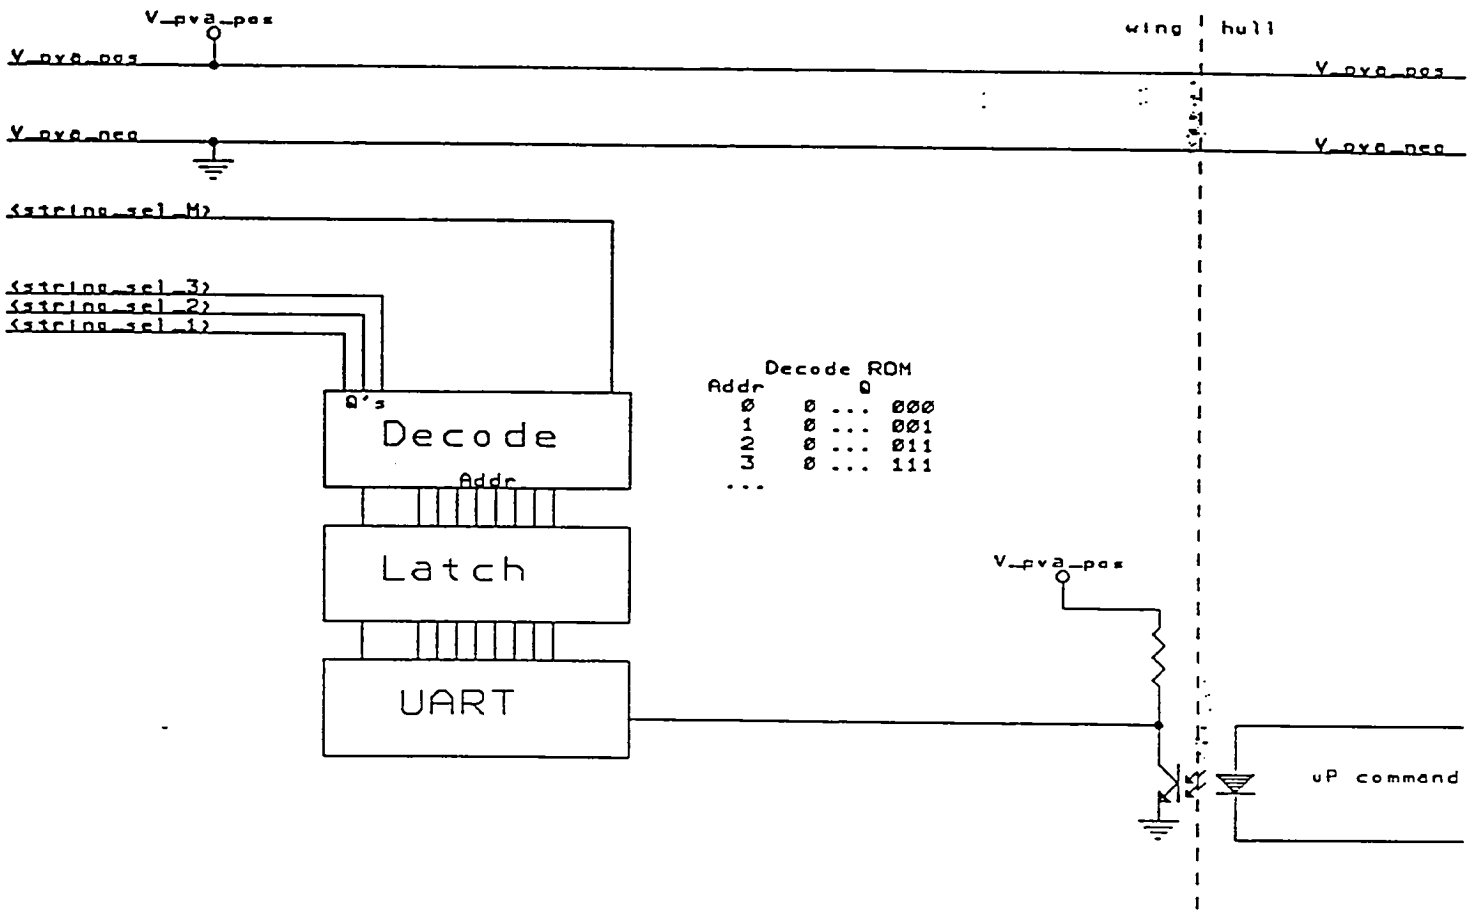 V_pva_pos
wing hull
V_pva_pos V_pva_pos
V_pva_neg V_pva_neg
<string_sel_M>
<string_sel_3>
<string_sel_2>
<string_sel_1>
Decode ROM
Addr Q
0 0 ... 000
1 0 ... 001
2 0 ... 011
3 0 ... 111
...
Q's
Decode
Addr
Latch
V_pva_pos
UART
uP command